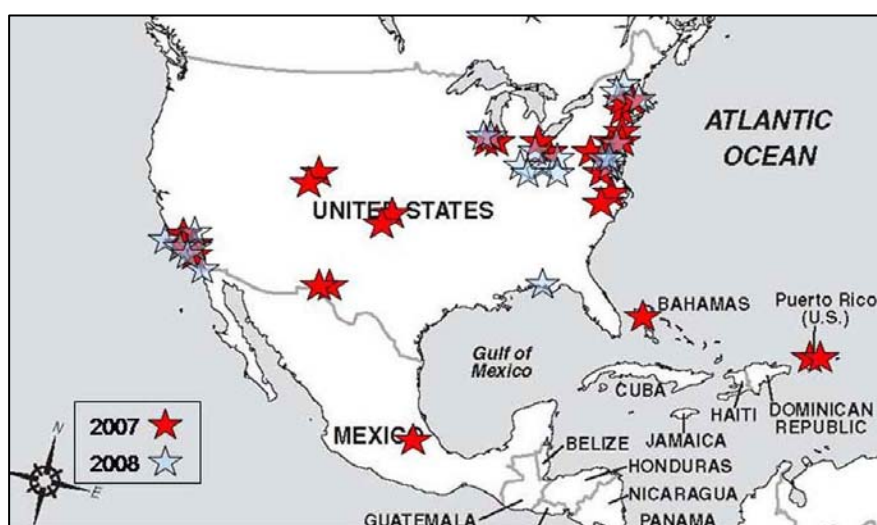 ATLANTIC
OCEAN
UNITED STATES
BAHAMAS
Puerto Rico
(U.S.)
Gulf of
Mexico
CUBA
HAITI
DOMINICAN
REPUBLIC
JAMAICA
MEXICO
BELIZE
HONDURAS
NICARAGUA
GUATEMALA
PANAMA
2007
2008
N
E